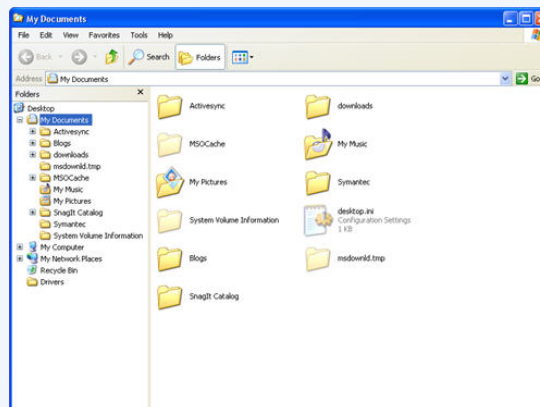 My Documents
File Edit View Favorites Tools Help
Back Search Folders
Address My Documents Go
Folders
Desktop
My Documents
Activesync
Blogs
downloads
msdownld.tmp
MSOCache
My Music
My Pictures
SnagIt Catalog
Symantec
System Volume Information
My Computer
My Network Places
Recycle Bin
Drivers
Activesync downloads
MSOCache My Music
My Pictures Symantec
System Volume Information desktop.ini
Configuration Settings
1 KB
Blogs msdownld.tmp
SnagIt Catalog